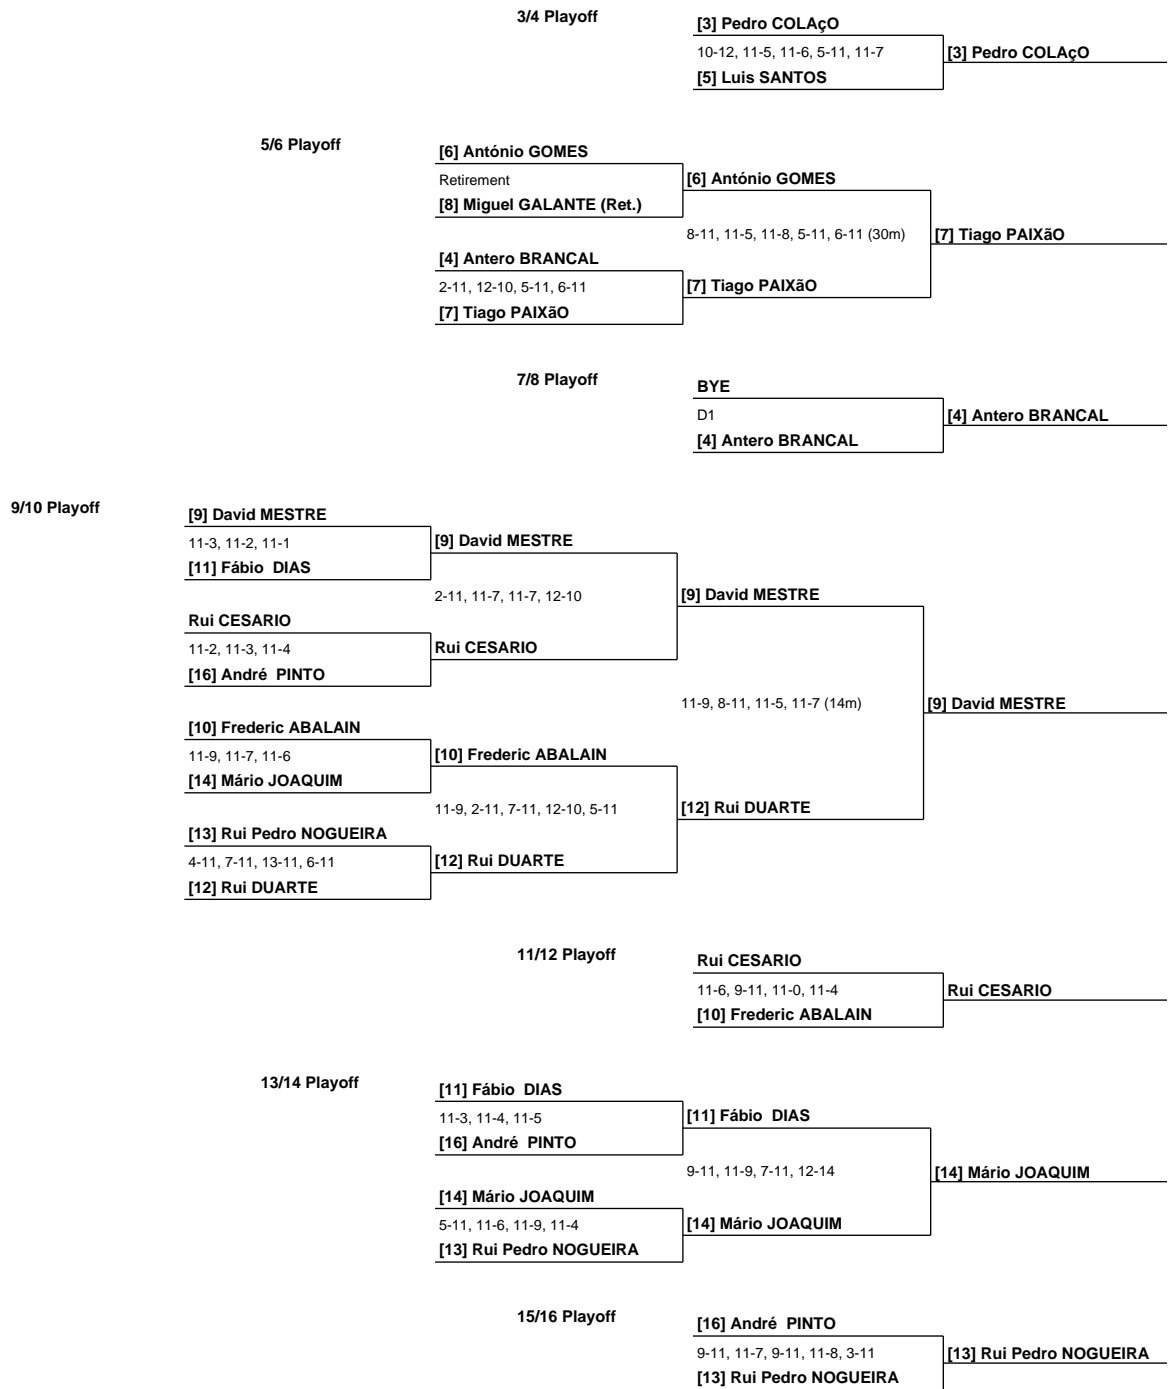 3/4 Playoff
[3] Pedro COLAçO
10-12, 11-5, 11-6, 5-11, 11-7
[3] Pedro COLAçO
[5] Luis SANTOS
5/6 Playoff
[6] António GOMES
Retirement
[6] António GOMES
[8] Miguel GALANTE (Ret.)
8-11, 11-5, 11-8, 5-11, 6-11 (30m)
[7] Tiago PAIXãO
[4] Antero BRANCAL
2-11, 12-10, 5-11, 6-11
[7] Tiago PAIXãO
[7] Tiago PAIXãO
7/8 Playoff
BYE
D1
[4] Antero BRANCAL
[4] Antero BRANCAL
9/10 Playoff
[9] David MESTRE
11-3, 11-2, 11-1
[9] David MESTRE
[11] Fábio  DIAS
2-11, 11-7, 11-7, 12-10
[9] David MESTRE
Rui CESARIO
11-2, 11-3, 11-4
Rui CESARIO
[16] André  PINTO
11-9, 8-11, 11-5, 11-7 (14m)
[9] David MESTRE
[10] Frederic ABALAIN
11-9, 11-7, 11-6
[10] Frederic ABALAIN
[14] Mário JOAQUIM
11-9, 2-11, 7-11, 12-10, 5-11
[12] Rui DUARTE
[13] Rui Pedro NOGUEIRA
4-11, 7-11, 13-11, 6-11
[12] Rui DUARTE
[12] Rui DUARTE
11/12 Playoff
Rui CESARIO
11-6, 9-11, 11-0, 11-4
Rui CESARIO
[10] Frederic ABALAIN
13/14 Playoff
[11] Fábio  DIAS
11-3, 11-4, 11-5
[11] Fábio  DIAS
[16] André  PINTO
9-11, 11-9, 7-11, 12-14
[14] Mário JOAQUIM
[14] Mário JOAQUIM
5-11, 11-6, 11-9, 11-4
[14] Mário JOAQUIM
[13] Rui Pedro NOGUEIRA
15/16 Playoff
[16] André  PINTO
9-11, 11-7, 9-11, 11-8, 3-11
[13] Rui Pedro NOGUEIRA
[13] Rui Pedro NOGUEIRA